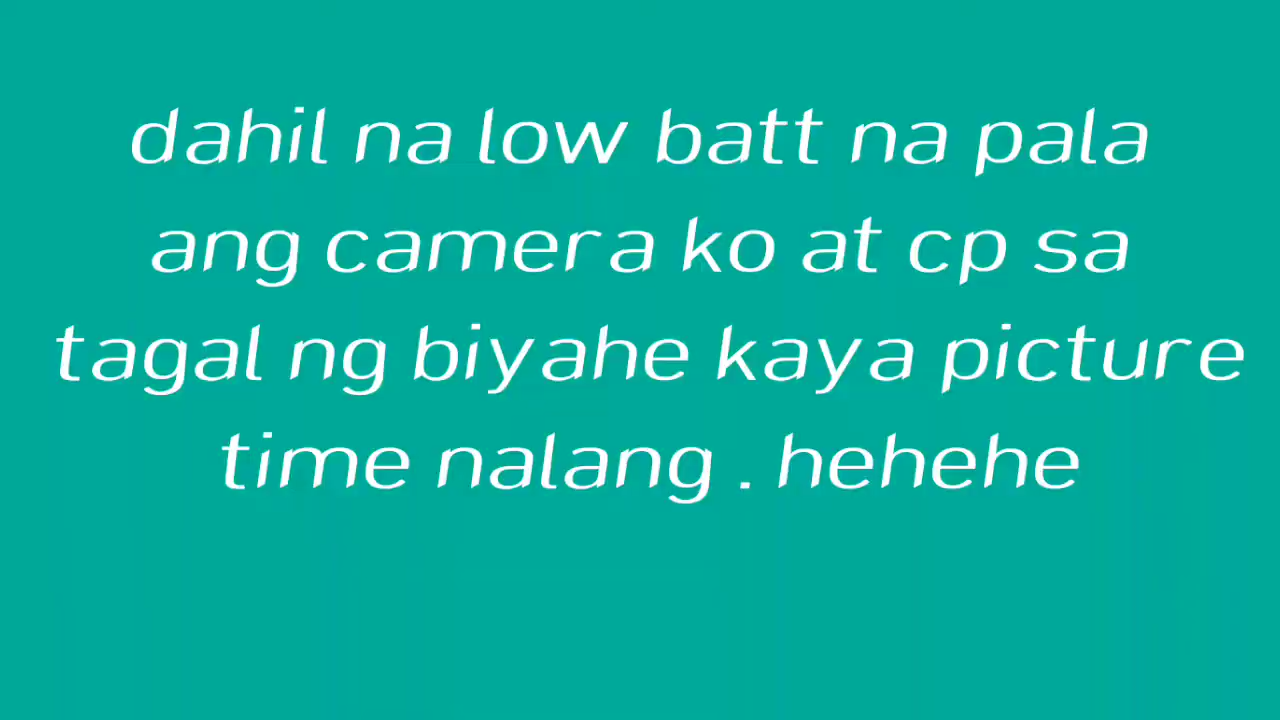 dahil na low batt na pala
ang camera ko at cp sa
tagal ng biyahe kaya picture
time nalang . hehehe